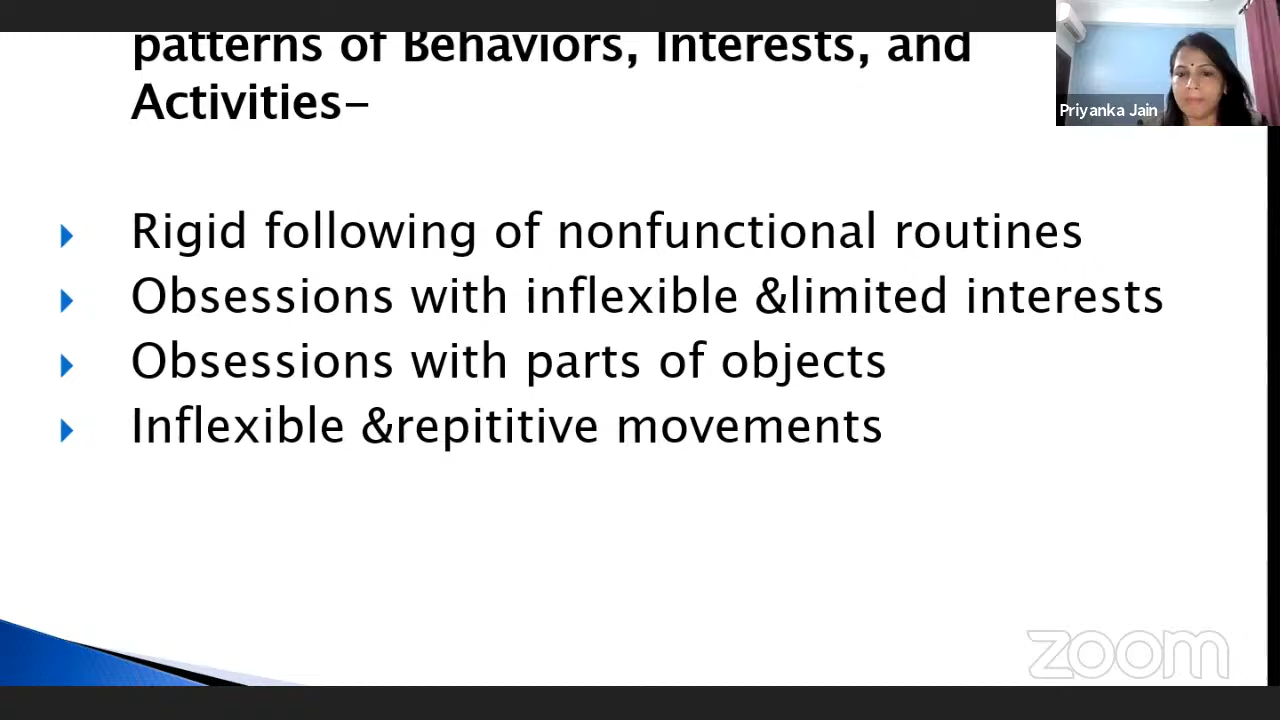 patterns of Behaviors, Interests, and
Activities–
Priyanka Jain
Rigid following of nonfunctional routines
Obsessions with inflexible &limited interests
Obsessions with parts of objects
Inflexible &repititive movements
zoom